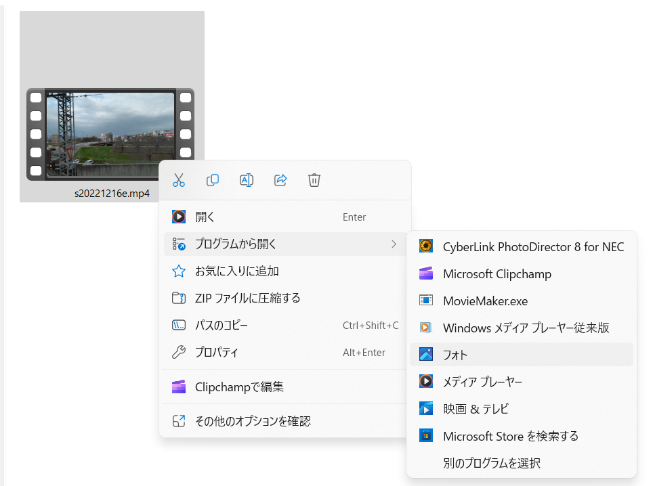 s20221216e.mp4
開く Enter
プログラムから開く
お気に入りに追加
ZIP ファイルに圧縮する
パスのコピー Ctrl+Shift+C
プロパティ Alt+Enter
Clipchampで編集
その他のオプションを確認
CyberLink PhotoDirector 8 for NEC
Microsoft Clipchamp
MovieMaker.exe
Windows メディア プレーヤー従来版
フォト
メディア プレーヤー
映画 & テレビ
Microsoft Store を検索する
別のプログラムを選択